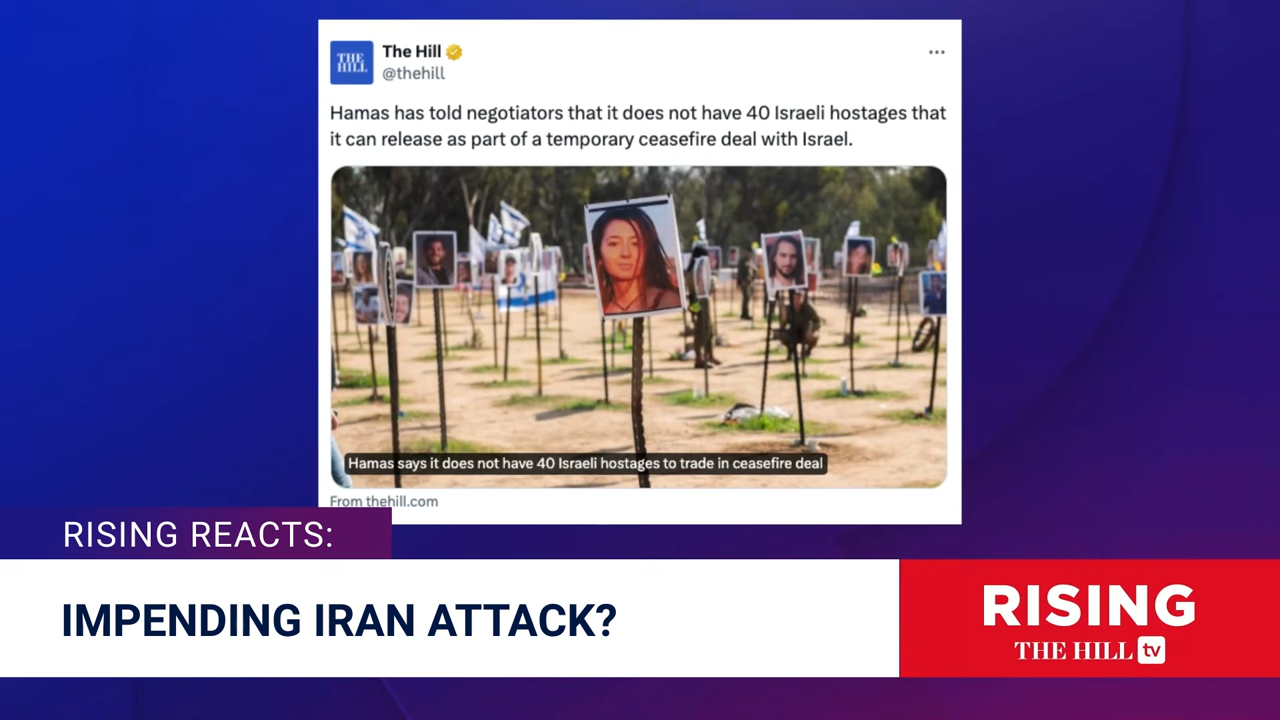 THE
HILL
The Hill
@thehill
Hamas has told negotiators that it does not have 40 Israeli hostages that
it can release as part of a temporary ceasefire deal with Israel.
Hamas says it does not have 40 Israeli hostages to trade in ceasefire deal
From thehill.com
RISING REACTS:
IMPENDING IRAN ATTACK?
RISING
THE HILL tv